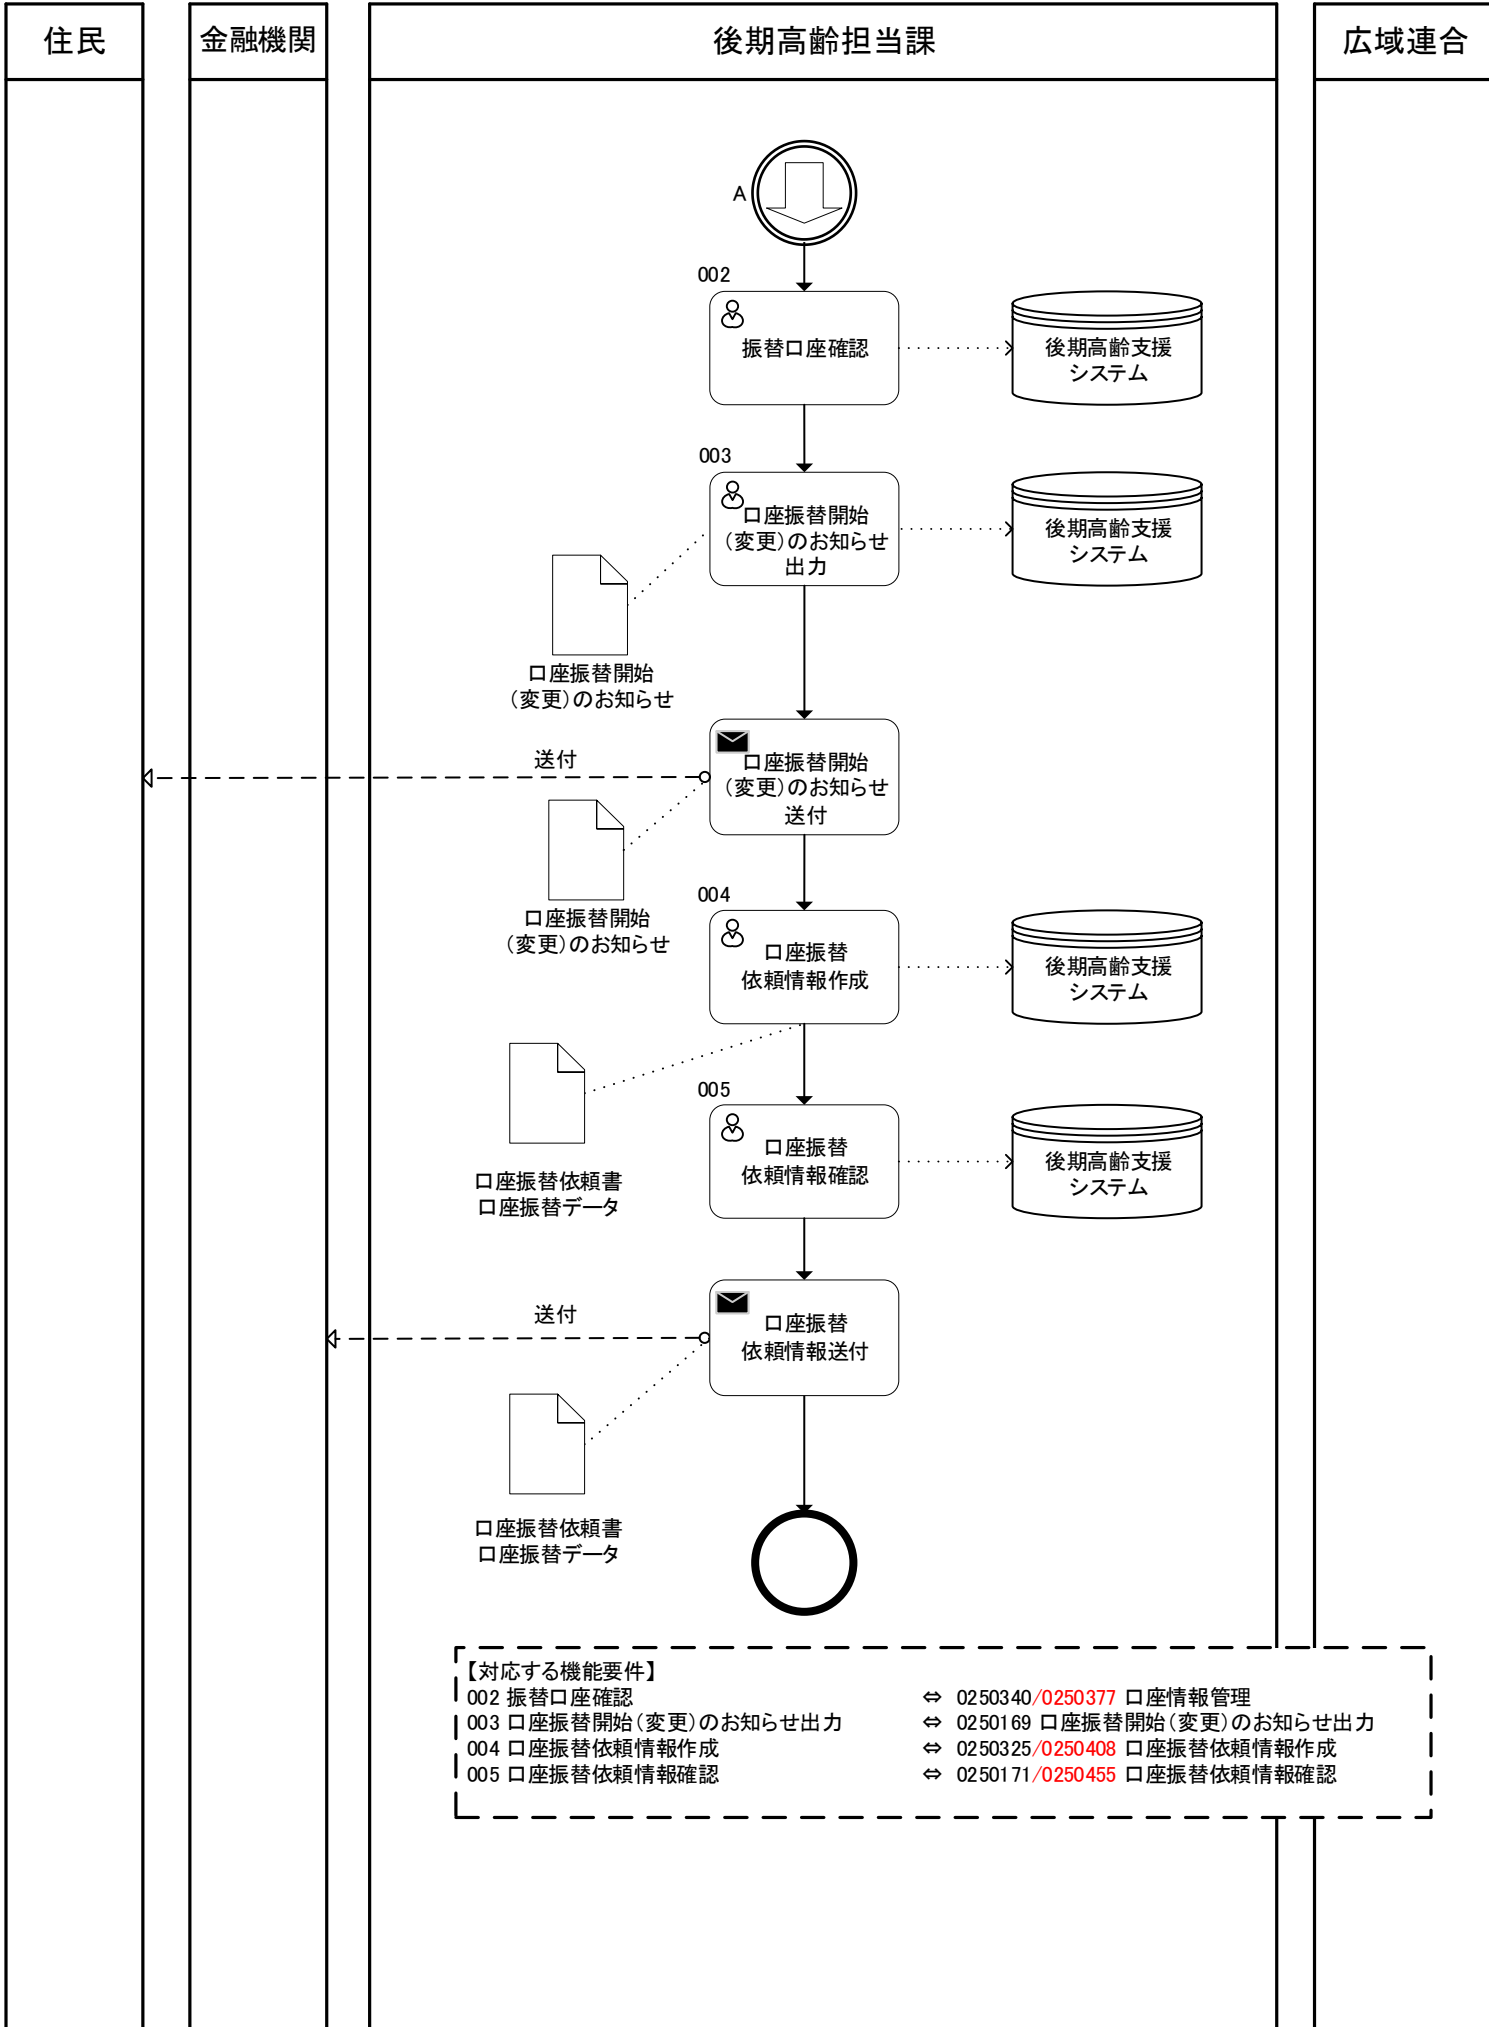 住民
金融機関
後期高齢担当課
広域連合
A
002
振替口座確認
後期高齢支援
システム
003
口座振替開始
(変更)のお知らせ
出力
後期高齢支援
システム
口座振替開始
(変更)のお知らせ
送付
口座振替開始
(変更)のお知らせ
送付
口座振替開始
(変更)のお知らせ
004
口座振替
依頼情報作成
後期高齢支援
システム
口座振替依頼書
口座振替データ
005
口座振替
依頼情報確認
後期高齢支援
システム
送付
口座振替
依頼情報送付
口座振替依頼書
口座振替データ
【対応する機能要件】
002 振替口座確認 ⇔ 0250340/0250377 口座情報管理
003 口座振替開始(変更)のお知らせ出力 ⇔ 0250169 口座振替開始(変更)のお知らせ出力
004 口座振替依頼情報作成 ⇔ 0250325/0250408 口座振替依頼情報作成
005 口座振替依頼情報確認 ⇔ 0250171/0250455 口座振替依頼情報確認